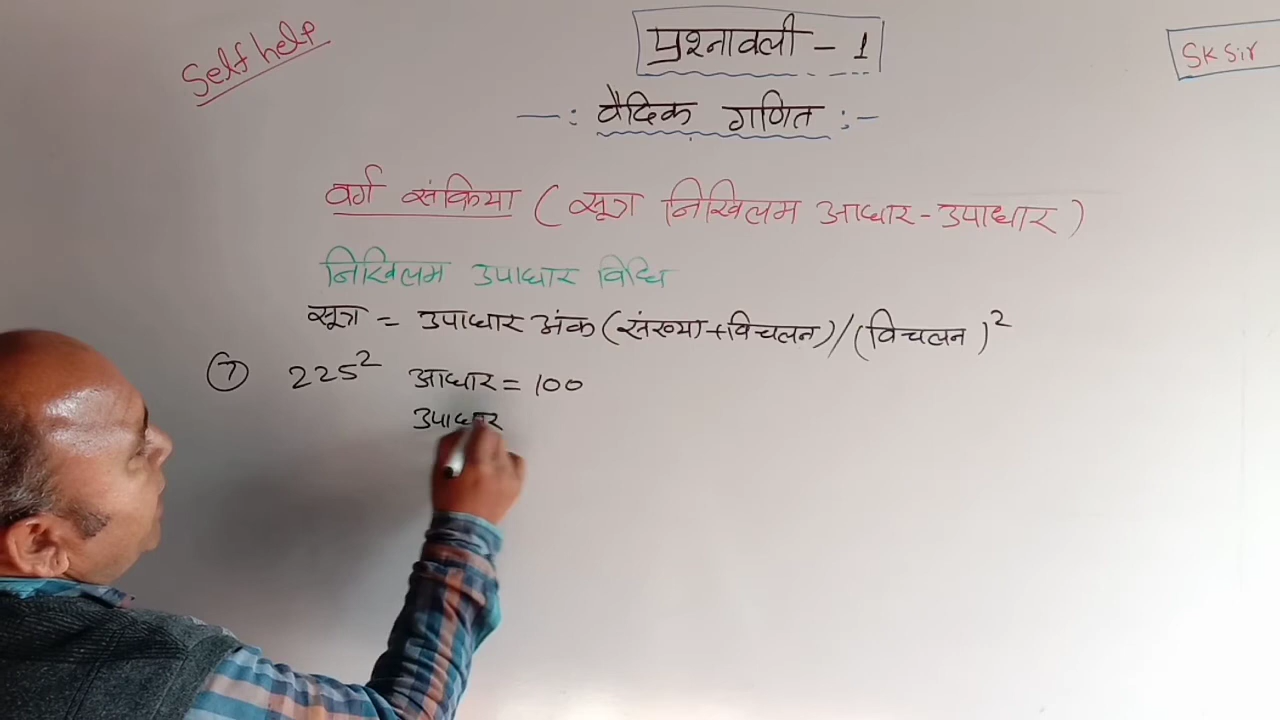 Self help
प्रश्नावली - 1
SK Sir
—: वैदिक गणित :-
वर्ग संक्रिया (सूत्र निखिलम आधार - उपाधार)
निखिलम उपाधार विधि
सूत्र = उपाधार अंक (संख्या + विचलन) / (विचलन)²
⑦ 225² आधार = 100
उपाधार